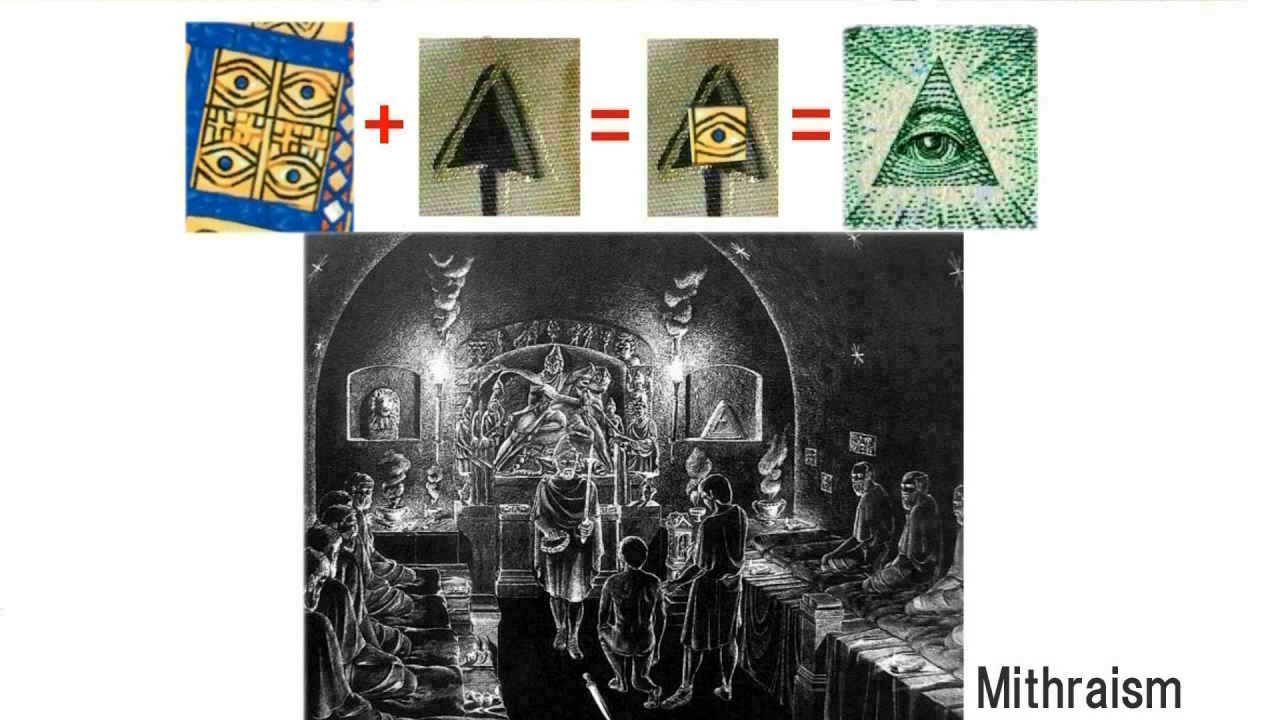 + = =
Mithraism